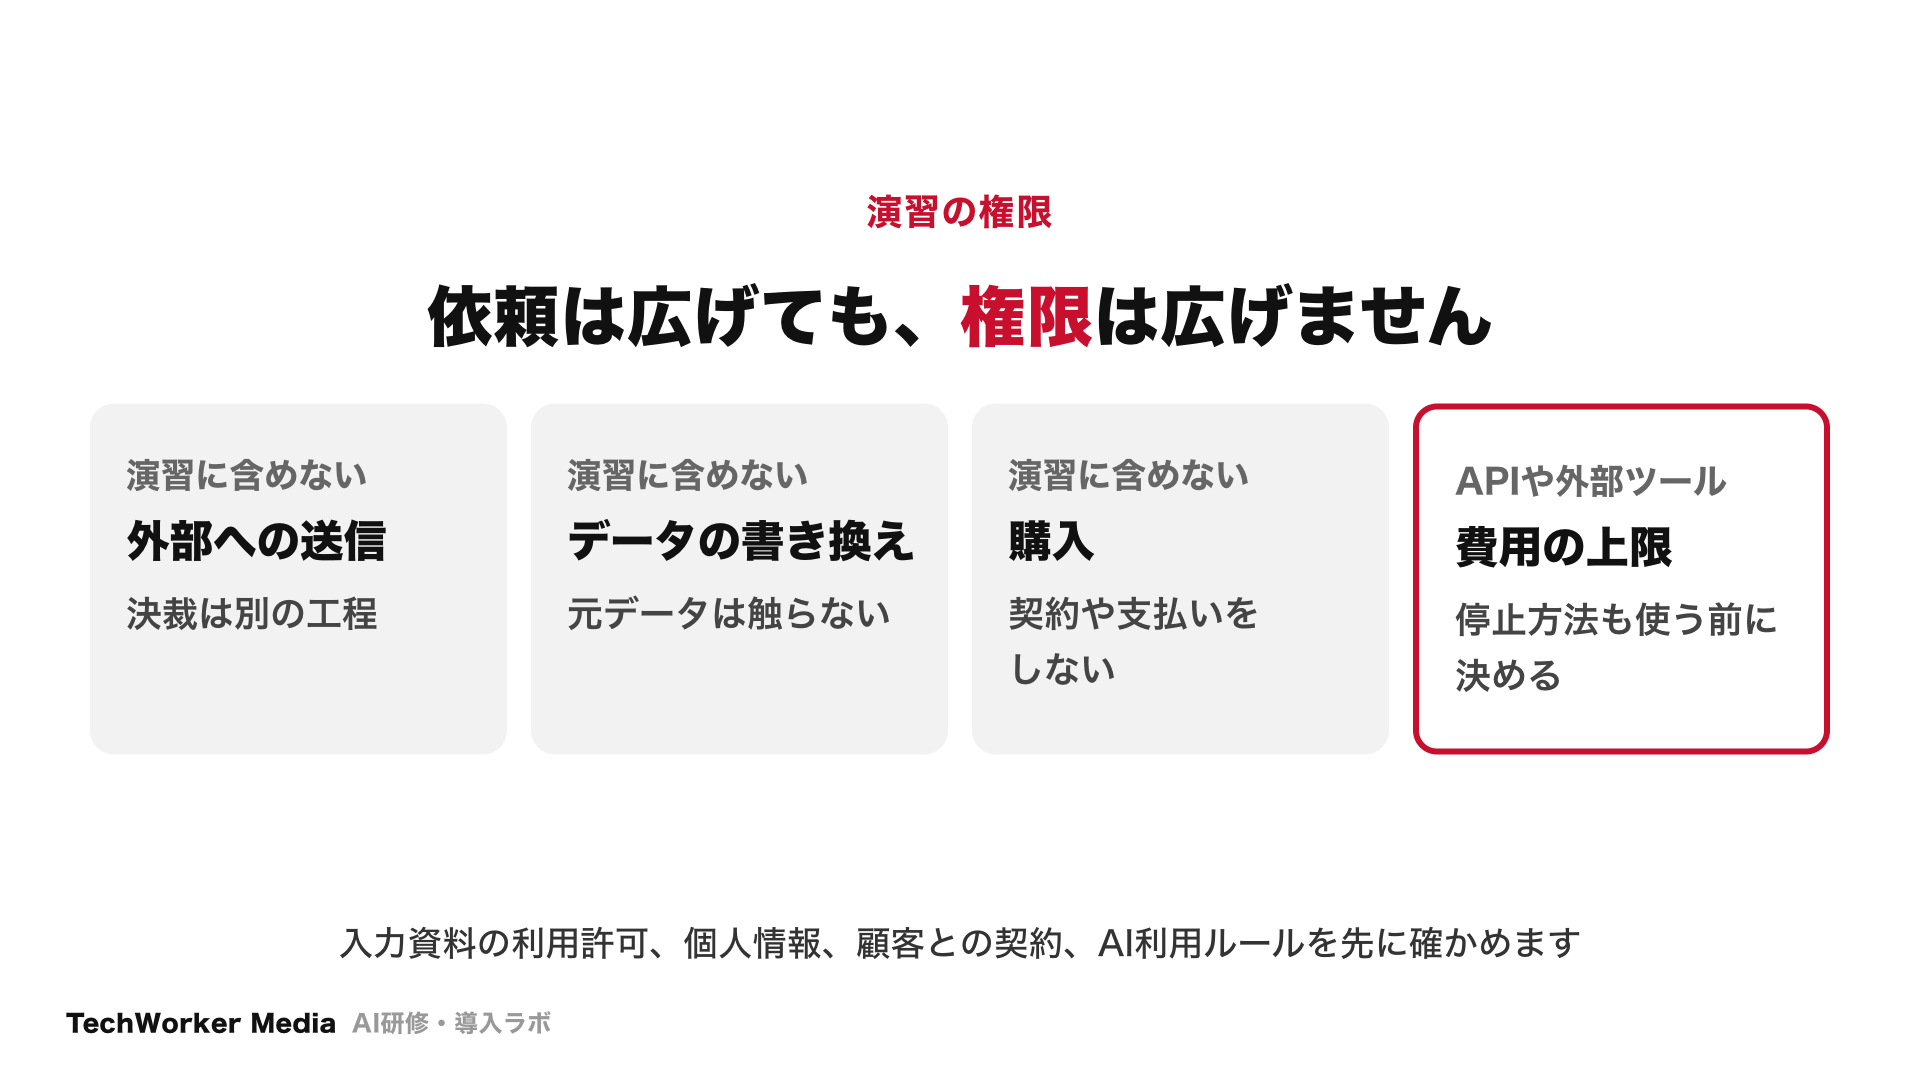 演習の権限
依頼は広げても、権限は広げません
演習に含めない
外部への送信
決裁は別の工程
演習に含めない
データの書き換え
元データは触らない
演習に含めない
購入
契約や支払いを
しない
APIや外部ツール
費用の上限
停止方法も使う前に
決める
入力資料の利用許可、個人情報、顧客との契約、AI利用ルールを先に確かめます
TechWorker Media AI研修・導入ラボ